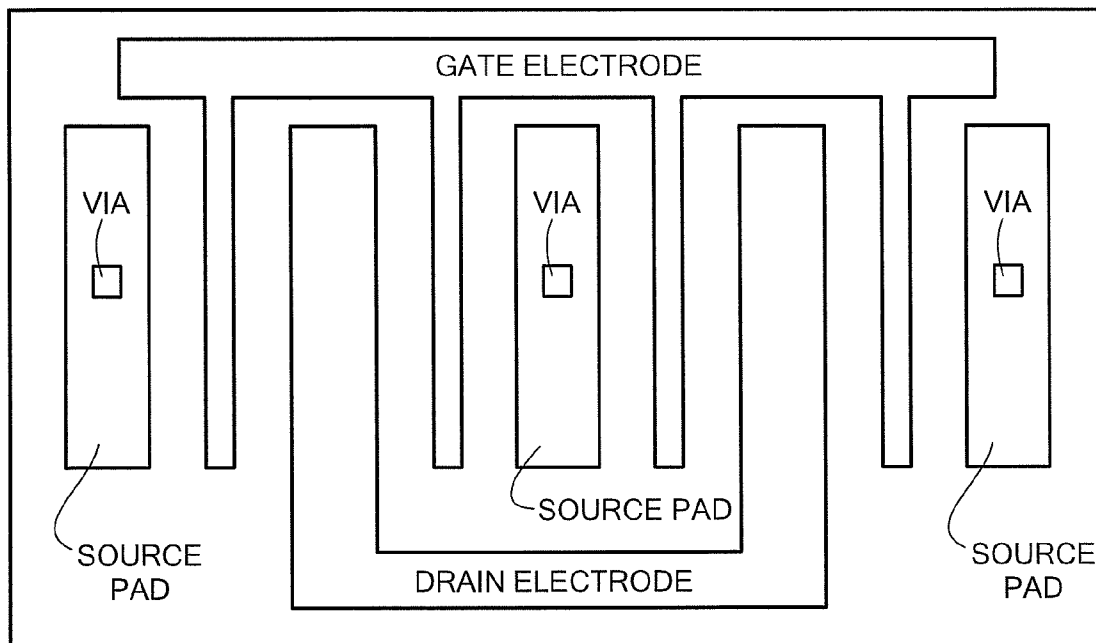 GATE ELECTRODE
VIA
VIA
VIA
SOURCE PAD
SOURCE
PAD
DRAIN ELECTRODE
SOURCE
PAD